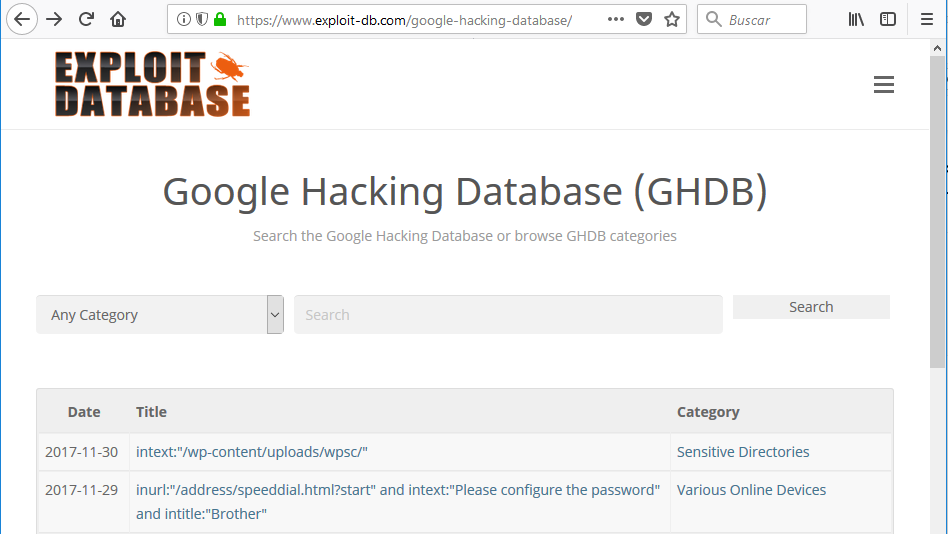 https://www.exploit-db.com/google-hacking-database/
Buscar
EXPLOIT
DATABASE
Google Hacking Database (GHDB)
Search the Google Hacking Database or browse GHDB categories
Any Category
Search
Search
Date Title Category
2017-11-30 intext:"/wp-content/uploads/wpsc/" Sensitive Directories
2017-11-29 inurl:"/address/speeddial.html?start" and intext:"Please configure the password" Various Online Devices
and intitle:"Brother"